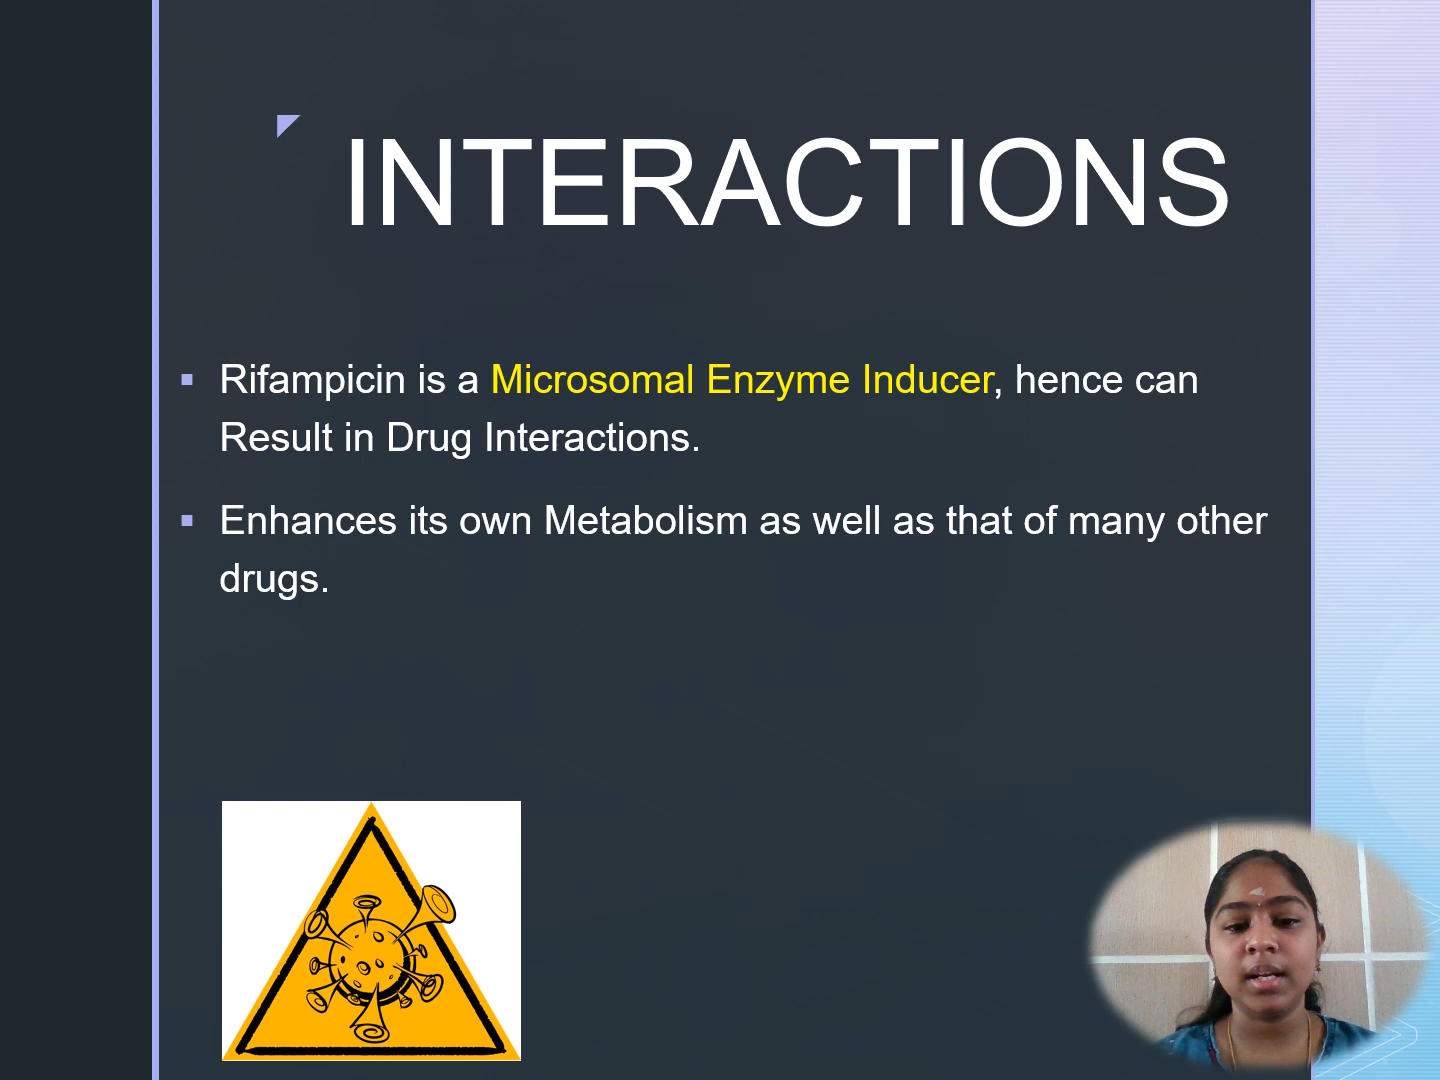 INTERACTIONS
Rifampicin is a Microsomal Enzyme Inducer, hence can
Result in Drug Interactions.
Enhances its own Metabolism as well as that of many other
drugs.